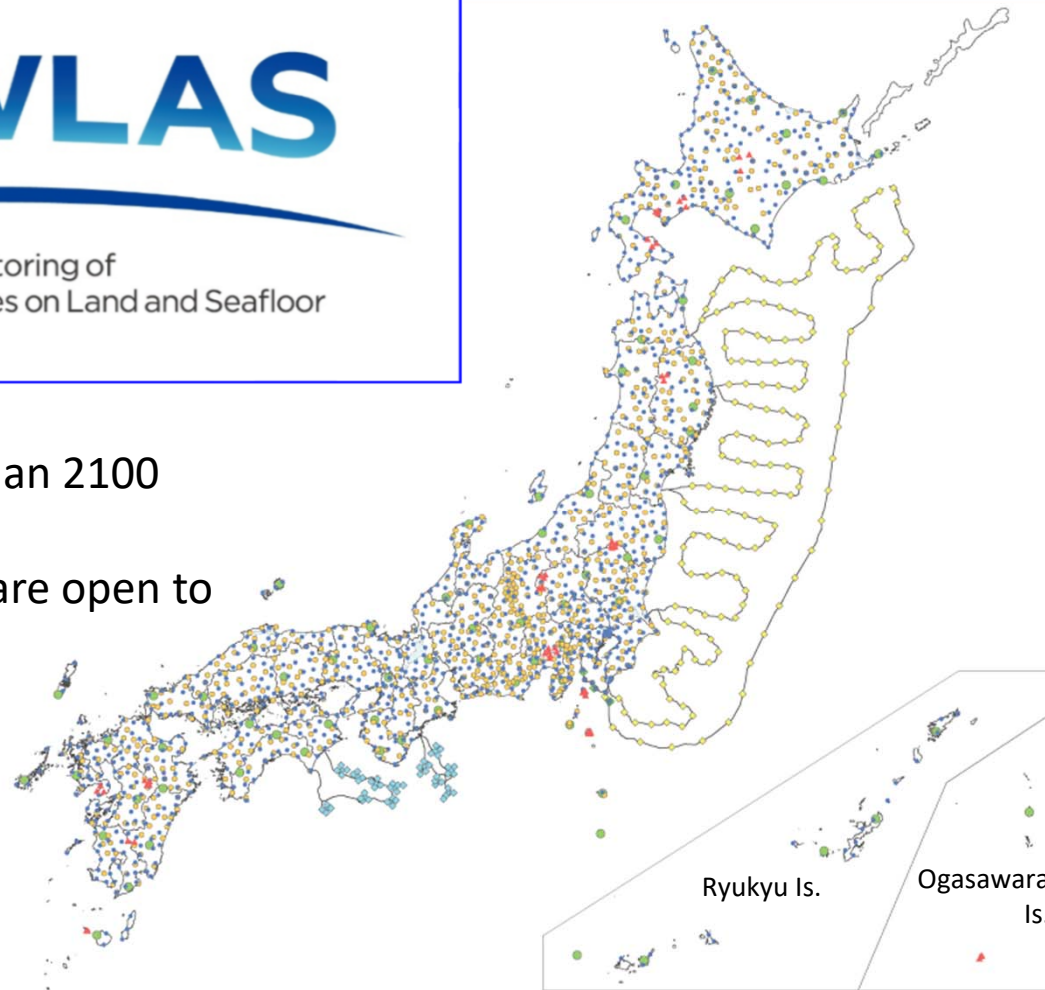 VLAS
toring of
es on Land and Seafloor
an 2100
are open to
Ryukyu Is.
Ogasawara
Is.